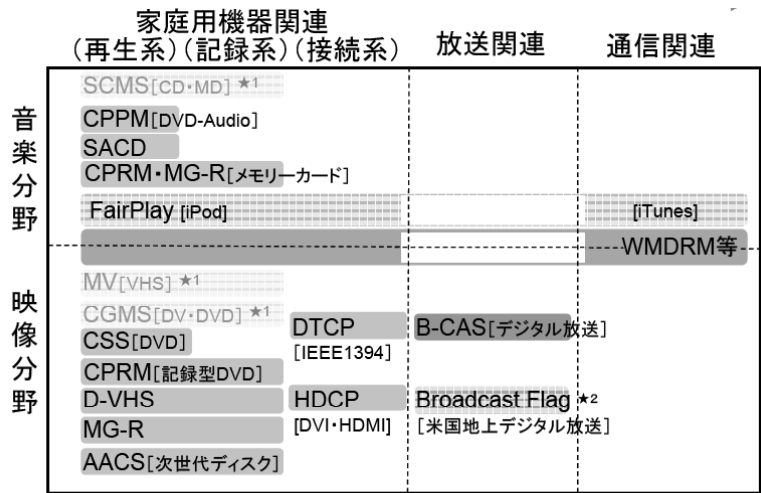 家庭用機器関連
(再生系)(記録系)(接続系)
放送関連
通信関連
音楽分野
SCMS[CD・MD] ★1
CPPM[DVD-Audio]
SACD
CPRM・MG-R[メモリーカード]
FairPlay [iPod]
[iTunes]
WMDRM等
映像分野
MV[VHS] ★1
CGMS[DV・DVD] ★1
CSS[DVD]
DTCP
[IEEE1394]
B-CAS[デジタル放送]
CPRM[記録型DVD]
D-VHS
HDCP
[DVI・HDMI]
Broadcast Flag ★2
[米国地上デジタル放送]
MG-R
AACS[次世代ディスク]